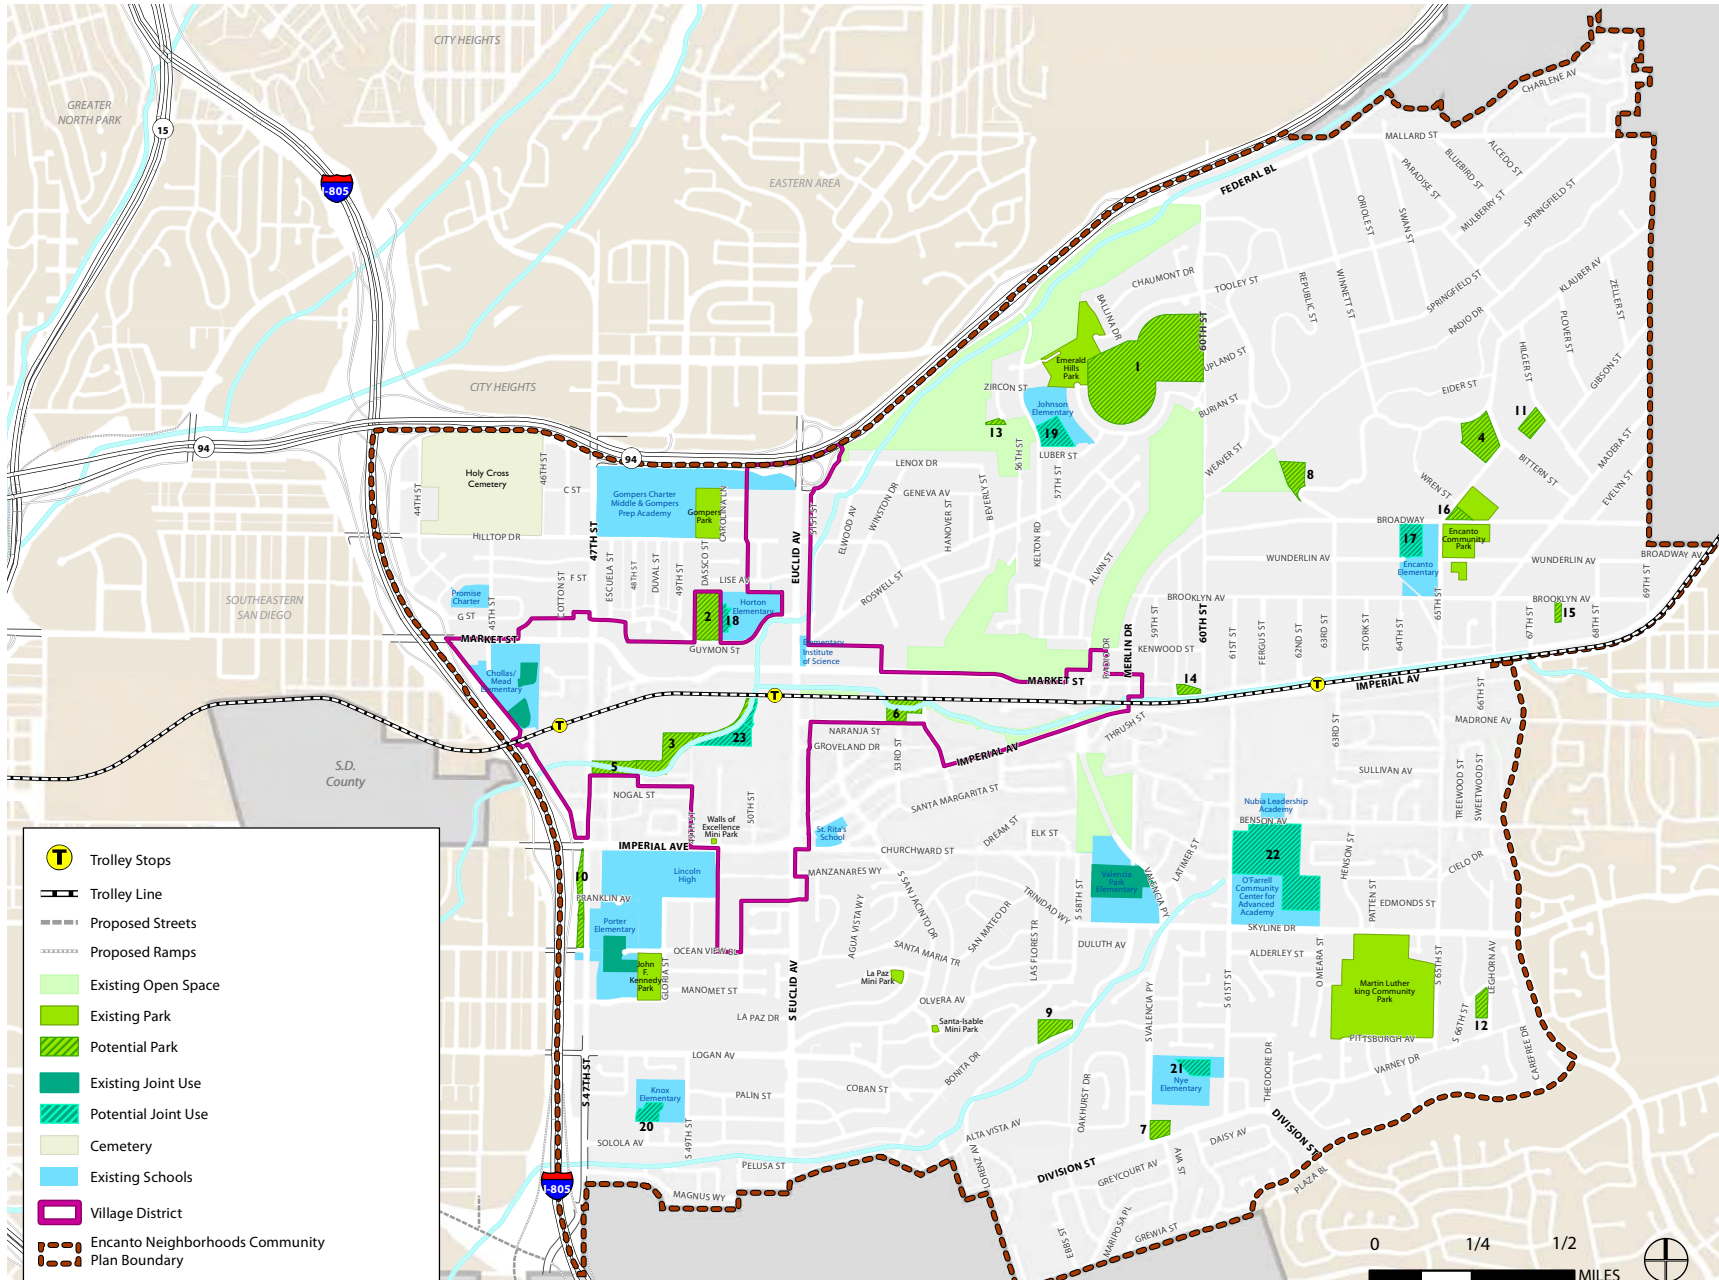 CITY HEIGHTS
GREATER
NORTH PARK
15
I-805
EASTERN AREA
CHARLENE AV
MALLARD ST
ALCEDO ST
BLUEBIRD ST
PARADISE ST
MULBERRY ST
SPRINGFIELD ST
FEDERAL BL
ORIOLE ST
SWAN ST
CHAUMONT DR
TOOLEY ST
BALLINA DR
REPUBLIC ST
WINNETT ST
SPRINGFIELD ST
RADIO DR
KLAUBER AV
ZELLER ST
PLOVER ST
HILGER ST
GIBSON ST
60TH ST
UPLAND ST
EIDER ST
Emerald
Hills
Park
1
CITY HEIGHTS
ZIRCON ST
Johnson
Elementary
19
13
BURIAN ST
11
4
LUBER ST
56TH ST
57TH ST
WEAVER ST
8
BITTERN ST
MADERA ST
EVELYN ST
WREN ST
16
94
94
Holy Cross
Cemetery
44TH ST
46TH ST
C ST
Gompers Charter
Middle & Gompers
Prep Academy
Gompers
Park
CAROLINA LN
LENOX DR
GENEVA AV
WINSTON DR
ELWOOD AV
HANOVER ST
BEVERLY ST
KELTON RD
51ST ST
BROADWAY
17
Encanto
Elementary
Encanto
Community
Park
WUNDERLIN AV
WUNDERLIN AV
BROADWAY AV
HILLTOP DR
47TH ST
EUCLID AV
F ST
COTTON ST
ESCUELA ST
48TH ST
DUVAL ST
49TH ST
DASSCO ST
LISE AV
ROSWELL ST
ALVIN ST
Promise
Charter
G ST
45TH ST
SOUTHEASTERN
SAN DIEGO
2
18
Horton
Elementary
BROOKLYN AV
BROOKLYN AV
15
59TH ST
60TH ST
61ST ST
FERGUS ST
62ND ST
63RD ST
STORK ST
64TH ST
65TH ST
67TH ST
68TH ST
69TH ST
MARKET ST
GUYMON ST
Elementary
Institute
of Science
MERLIN DR
KENWOOD ST
Chollas/
Mead
Elementary
MARKET ST
14
IMPERIAL AV
T
T
T
66TH ST
MADRONE AV
6
NARANJA ST
GROVELAND DR
53RD ST
IMPERIAL AV
THRUSH ST
63RD ST
23
3
5
S.D.
County
SULLIVAN AV
TREEWOOD ST
SWEETWOOD ST
NOGAL ST
50TH ST
SANTA MARGARITA ST
Nubia Leadership
Academy
BENSON AV
Walls of
Excellence
Mini Park
St. Rita's
School
DREAM ST
ELK ST
IMPERIAL AVE
CHURCHWARD ST
MANZANARES WY
22
HENSON ST
CIELO DR
LATIMER ST
10
Lincoln
High
FRANKLIN AV
Valencia
Park
Elementary
VALENCIA PY
O'Farrell
Community
Center for
Advanced
Academy
PATTEN ST
EDMONDS ST
Porter
Elementary
AGUA VISTA WY
S SAN JACINTO DR
SAN MATEO DR
TRINIDAD WY
S 58TH ST
SKYLINE DR
OCEAN VIEW BL
SANTA MARIA TR
LAS FLORES TR
DULUTH AV
ALDERLEY ST
O MEARA ST
S 65TH ST
LEGHORN AV
John
F.
Kennedy
Park
GLORIA ST
MANOMET ST
La Paz
Mini Park
OLVERA AV
Martin Luther
king Community
Park
12
S EUCLID AV
LA PAZ DR
Santa-Isable
Mini Park
9
S VALENCIA PY
S 61ST ST
PITTSBURGH AV
S 66TH ST
VARNEY DR
CAREFREE DR
LOGAN AV
S 47TH ST
BONITA DR
21
Nye
Elementary
THEODORE DR
Knox
Elementary
20
PALIN ST
COBAN ST
OAKHURST DR
SOLOLA AV
S 49TH ST
ALTA VISTA AV
7
DAISY AV
DIVISION ST
PELUSA ST
LORENZ AV
DIVISION ST
GREYCOURT AV
AVA ST
PLAZA BL
MAGNUS WY
EBBS ST
MARIPOSA PL
GREWIA ST
I-805
T Trolley Stops
Trolley Line
Proposed Streets
Proposed Ramps
Existing Open Space
Existing Park
Potential Park
Existing Joint Use
Potential Joint Use
Cemetery
Existing Schools
Village District
Encanto Neighborhoods Community
Plan Boundary
0 1/4 1/2
MILES